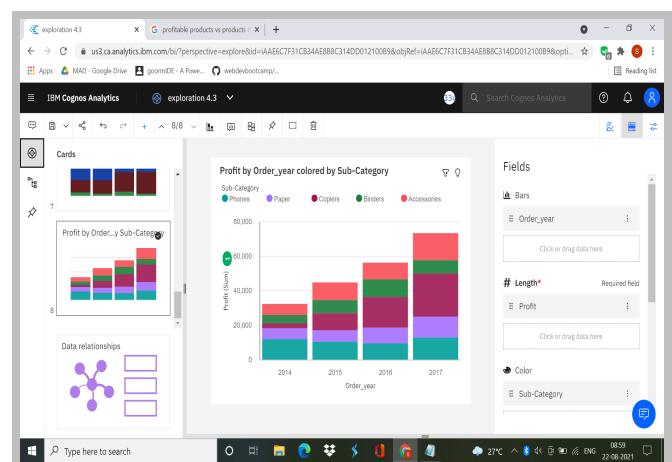 exploration 4.3
profitable products vs products f
us3.ca.analytics.ibm.com/bi/?perspective=explore&id=iAAE6C7F31CB34AEBBC314DD012100B9&objRef=iAAE6C7F31CB34AEBBC314DD012100B9&opti...
Apps MAD - Google Drive goormIDE - A Powe... webdevbootcamp/... Reading list
IBM Cognos Analytics exploration 4.3 Search Cognos Analytics
8/8
Cards
7
Profit by Order...y Sub-Category
8
Data relationships
Profit by Order_year colored by Sub-Category
Sub-Category
Phones Paper Copiers Binders Accessories
Profit (Sum)
80,000
60,000
40,000
20,000
0
2014 2015 2016 2017
Order_year
Fields
Bars
Order_year
Click or drag data here
# Length* Required field
Profit
Click or drag data here
Color
Sub-Category
Type here to search
27°C ENG 08:59
22-08-2021